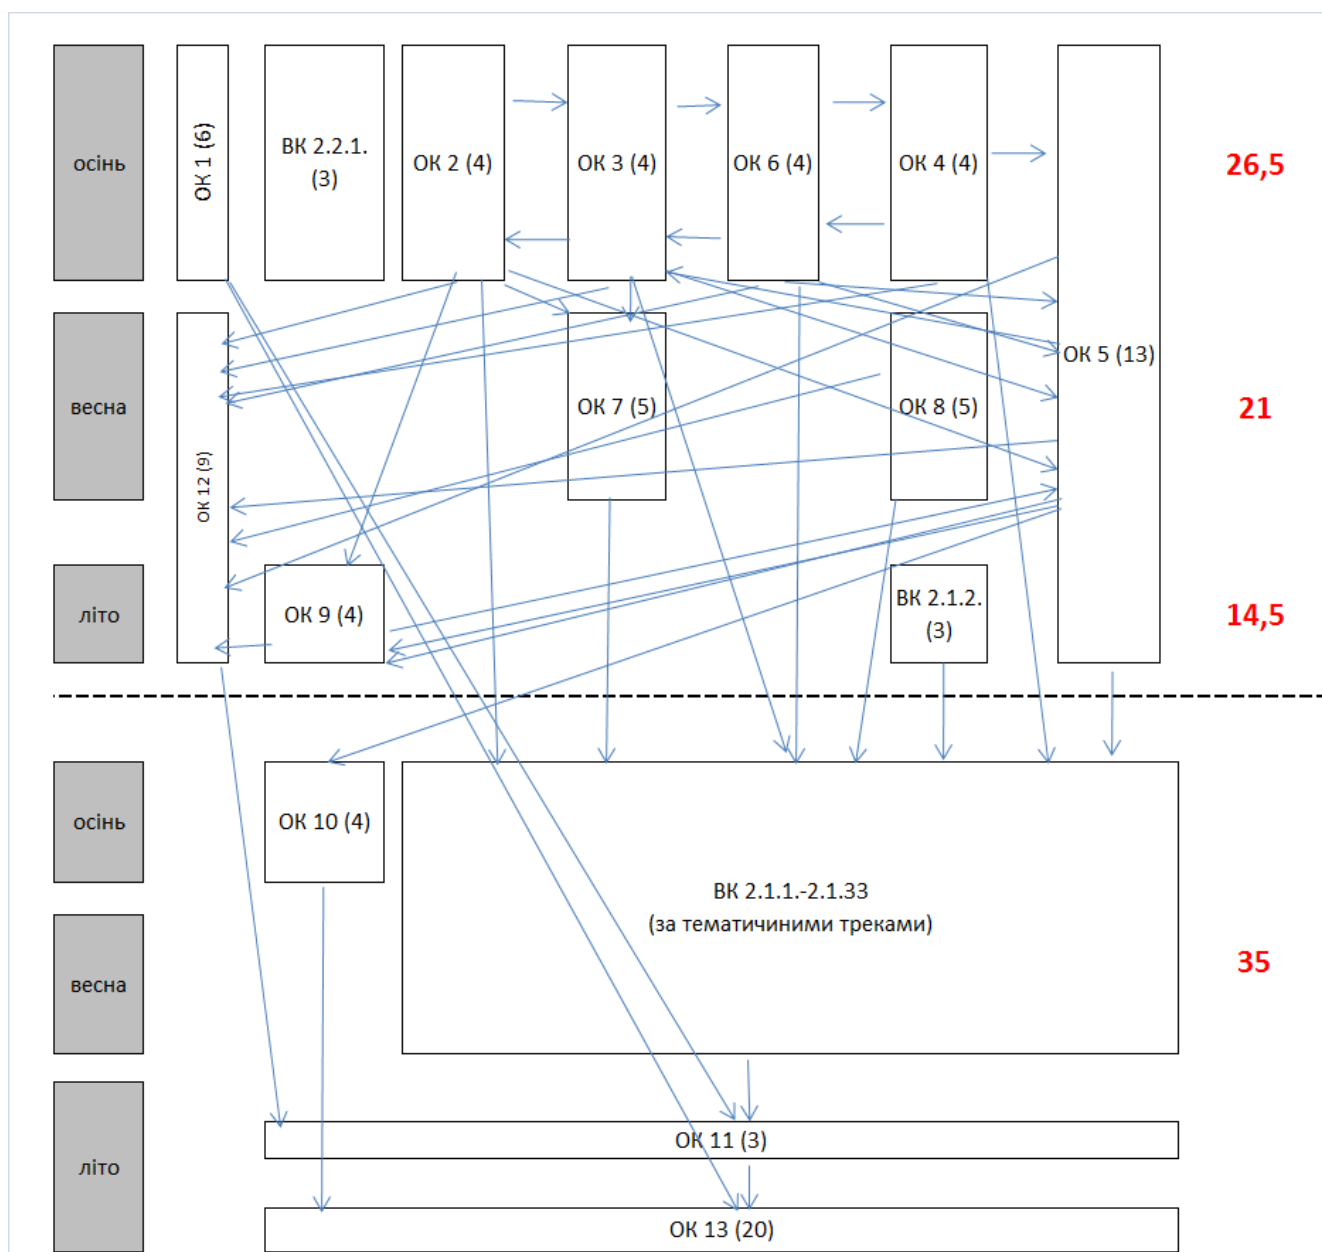 осінь
ОК 1 (6)
ВК 2.2.1.
(3)
ОК 2 (4)
ОК 3 (4)
ОК 6 (4)
ОК 4 (4)
26,5
весна
ОК 12 (9)
ОК 7 (5)
ОК 8 (5)
ОК 5 (13)
21
літо
ОК 9 (4)
ВК 2.1.2.
(3)
14,5
осінь
ОК 10 (4)
ВК 2.1.1.-2.1.33
(за тематичиними треками)
весна
35
літо
ОК 11 (3)
ОК 13 (20)